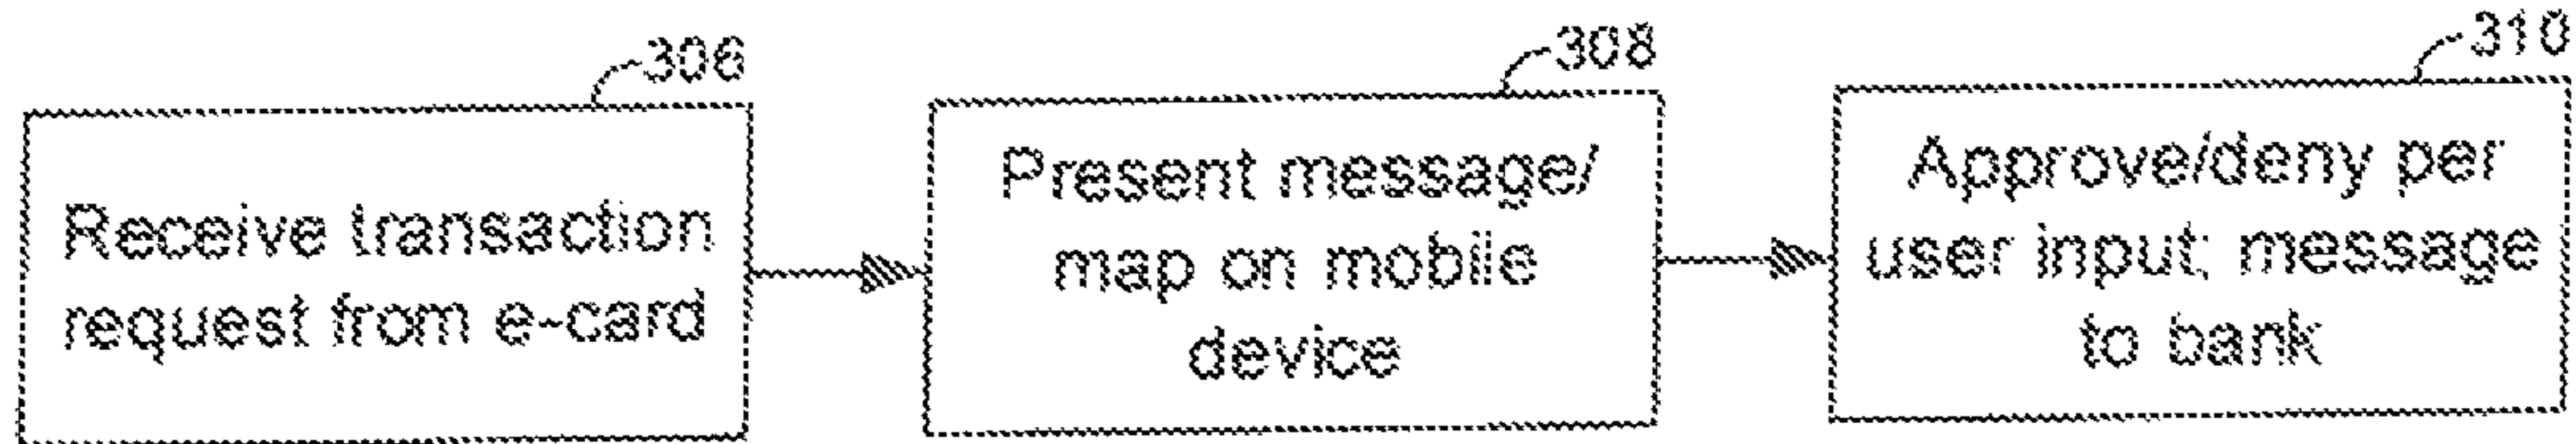 306
Receive transaction
request from e-card
308
Present message/
map on mobile
device
310
Approve/deny per
user input; message
to bank